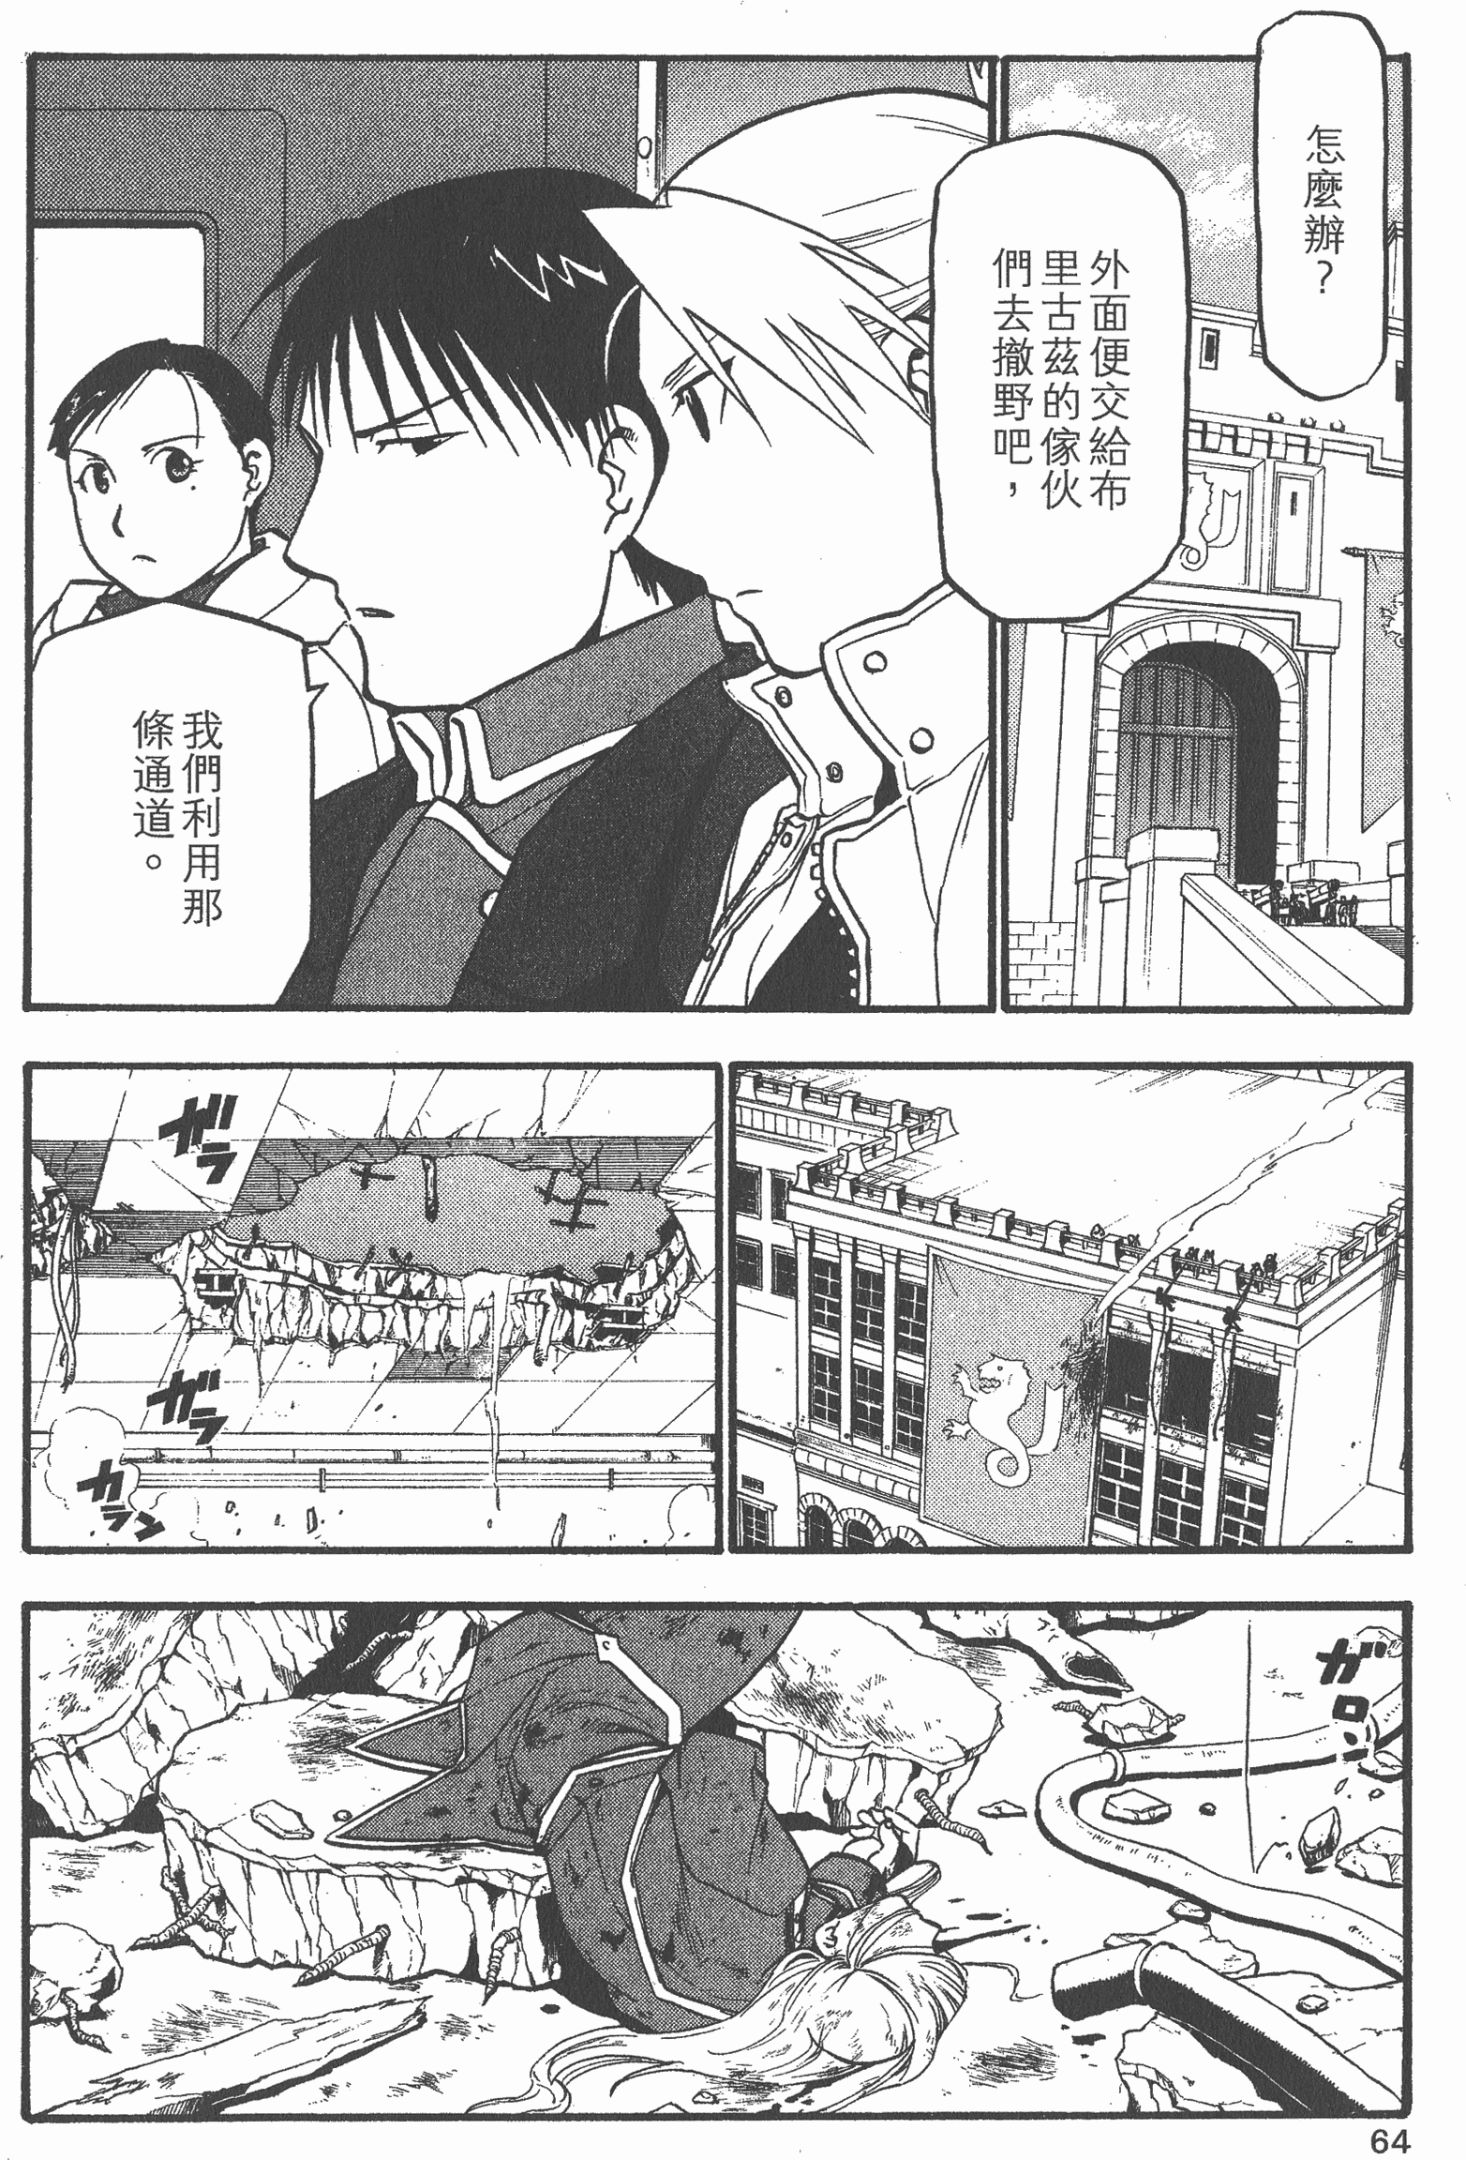 怎麼辦？
外面便交給布
里古茲的傢伙
們去撤野吧，
我們利用那
條通道。
ガラ
ガラ
カラン
ガロン
64